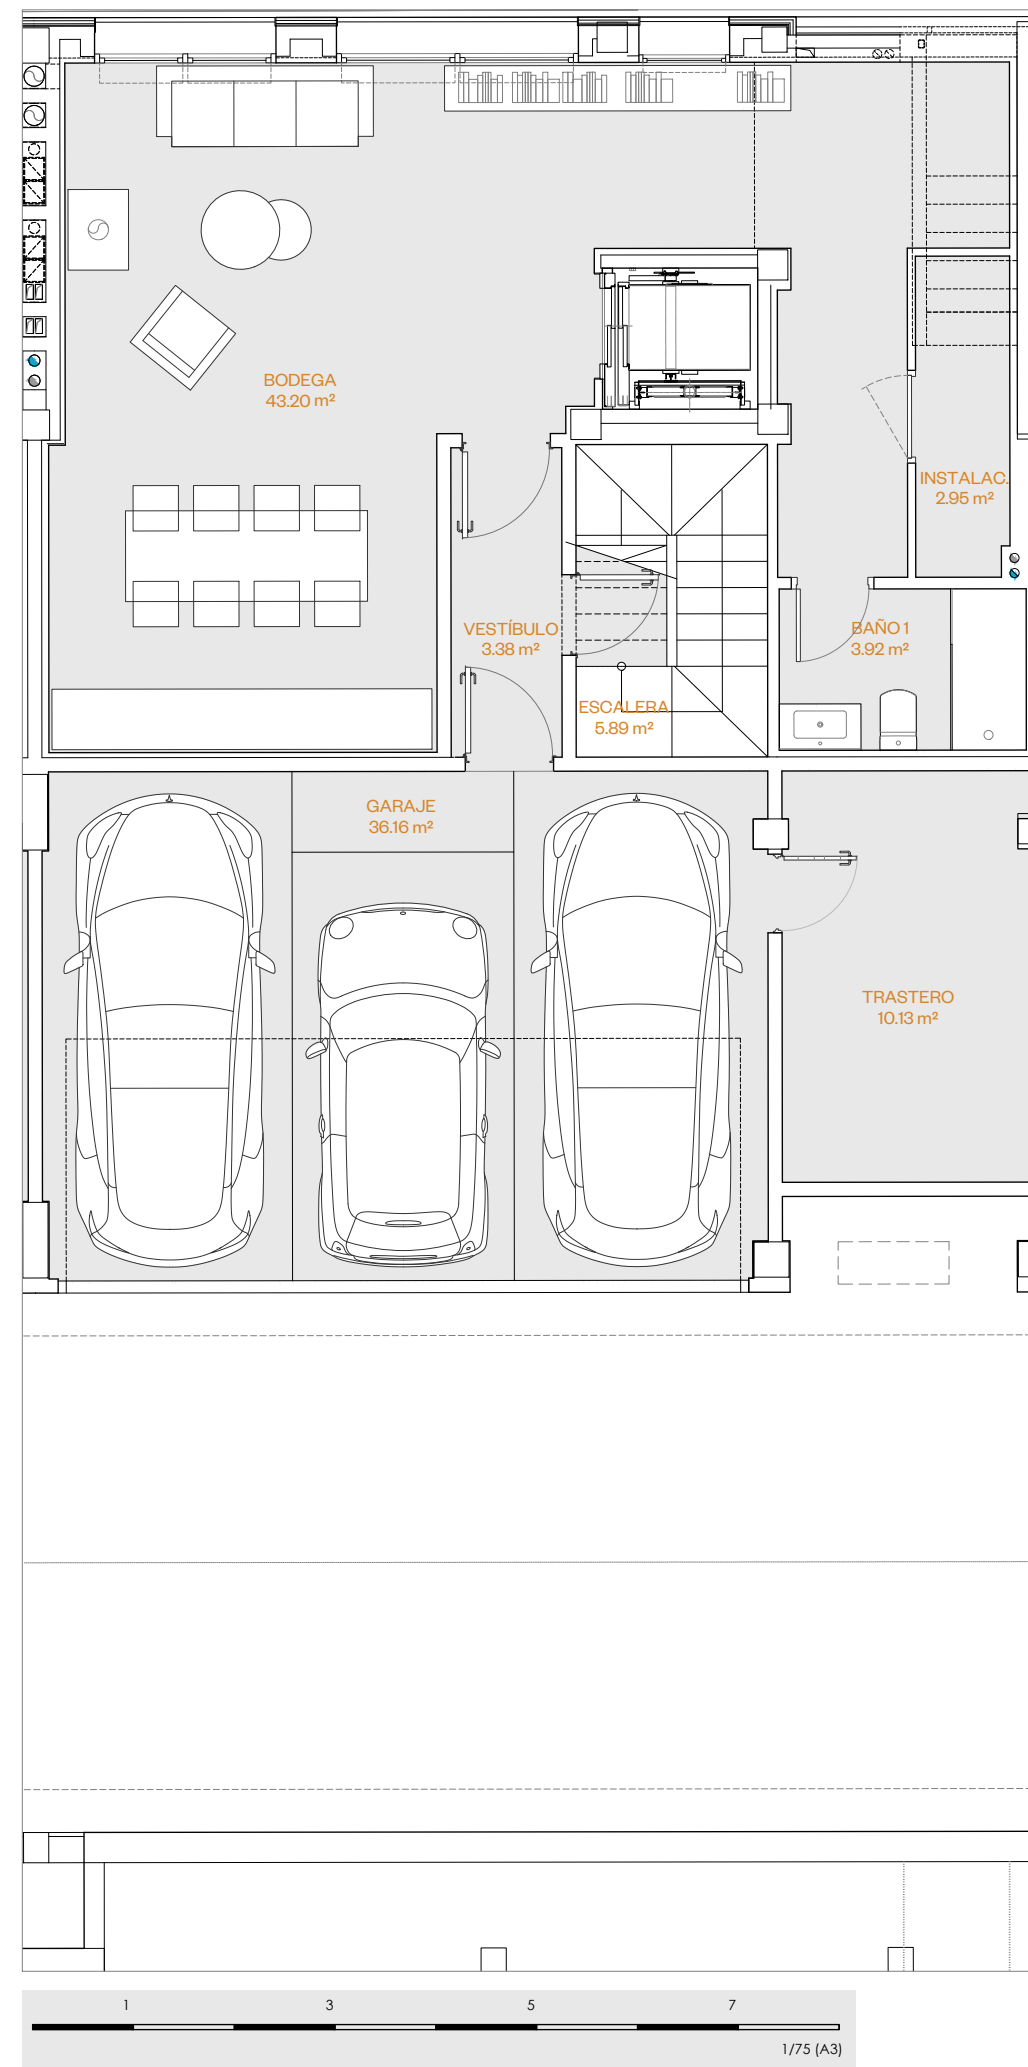 BODEGA
43.20 m²
INSTALAC.
2.95 m²
VESTÍBULO
3.38 m²
BAÑO 1
3.92 m²
ESCALERA
5.89 m²
GARAJE
36.16 m²
TRASTERO
10.13 m²
1 3 5 7
1/75 (A3)